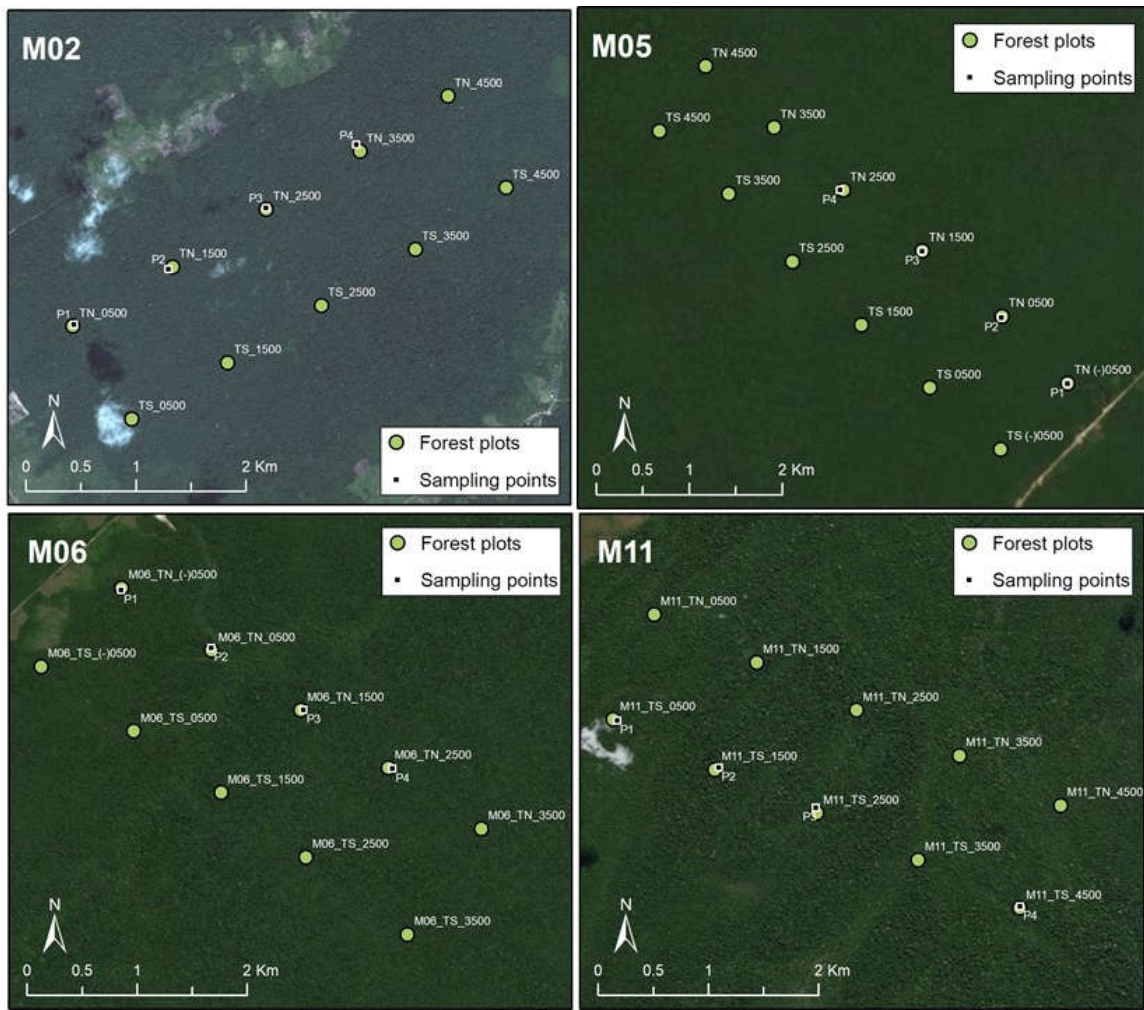 M02
TN_4500
P4
TN_3500
TS_4500
P3
TN_2500
TS_3500
P2
TN_1500
TS_2500
P1
TN_0500
TS_1500
TS_0500
N
0 0.5 1 2 Km
Forest plots
Sampling points
M05
Forest plots
Sampling points
TN 4500
TS 4500
TN 3500
TS 3500
P4
TN 2500
TS 2500
TN 1500
P3
TS 1500
TN 0500
P2
TN (-)0500
P1
TS 0500
TS (-)0500
N
0 0.5 1 2 Km
M06
Forest plots
Sampling points
M06_TN_(-)0500
P1
M06_TN_0500
P2
M06_TS_(-)0500
M06_TN_1500
P3
M06_TS_0500
M06_TN_2500
P4
M06_TS_1500
M06_TN_3500
M06_TS_2500
M06_TS_3500
N
0 0.5 1 2 Km
M11
Forest plots
Sampling points
M11_TN_0500
M11_TN_1500
M11_TS_0500
P1
M11_TN_2500
M11_TS_1500
P2
M11_TN_3500
M11_TS_2500
P3
M11_TN_4500
M11_TS_3500
M11_TS_4500
P4
N
0 0.5 1 2 Km